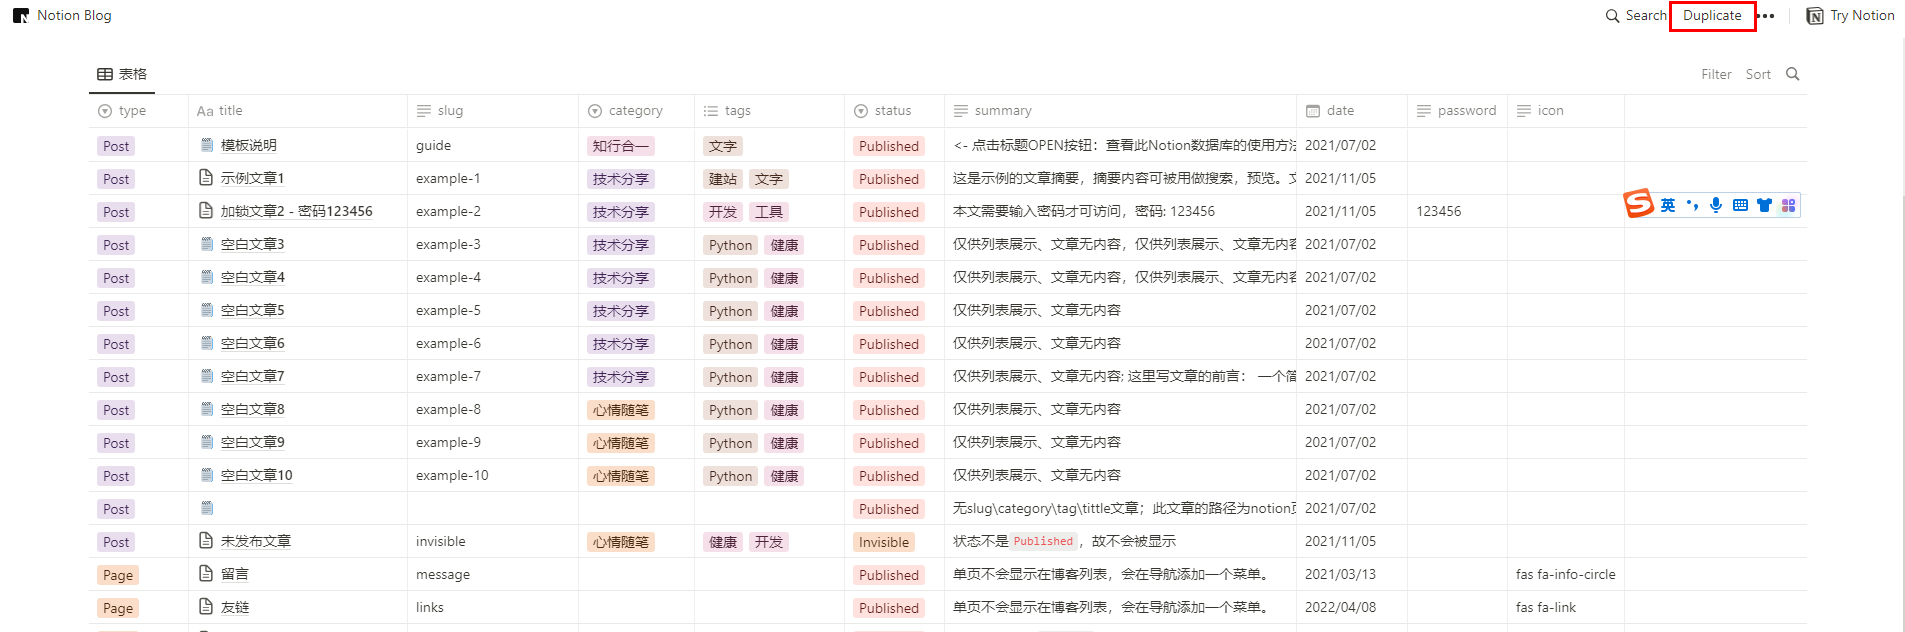 Notion Blog Search Duplicate ••• Try Notion
表格 Filter Sort
type Aa title slug category tags status summary date password icon
Post 模板说明 guide 知行合一 文字 Published <- 点击标题OPEN按钮：查看此Notion数据库的使用方法 2021/07/02
Post 示例文章1 example-1 技术分享 建站 文字 Published 这是示例的文章摘要，摘要内容可被用做搜索，预览。文 2021/11/05
Post 加锁文章2 - 密码123456 example-2 技术分享 开发 工具 Published 本文需要输入密码才可访问，密码: 123456 2021/11/05 123456 英
Post 空白文章3 example-3 技术分享 Python 健康 Published 仅供列表展示、文章无内容，仅供列表展示、文章无内容 2021/07/02
Post 空白文章4 example-4 技术分享 Python 健康 Published 仅供列表展示、文章无内容，仅供列表展示、文章无内容 2021/07/02
Post 空白文章5 example-5 技术分享 Python 健康 Published 仅供列表展示、文章无内容 2021/07/02
Post 空白文章6 example-6 技术分享 Python 健康 Published 仅供列表展示、文章无内容 2021/07/02
Post 空白文章7 example-7 技术分享 Python 健康 Published 仅供列表展示、文章无内容; 这里写文章的前言： 一个简 2021/07/02
Post 空白文章8 example-8 心情随笔 Python 健康 Published 仅供列表展示、文章无内容 2021/07/02
Post 空白文章9 example-9 心情随笔 Python 健康 Published 仅供列表展示、文章无内容 2021/07/02
Post 空白文章10 example-10 心情随笔 Python 健康 Published 仅供列表展示、文章无内容 2021/07/02
Post Published 无slug\category\tag\tittle文章；此文章的路径为notion页 2021/07/02
Post 未发布文章 invisible 心情随笔 健康 开发 Invisible 状态不是Published，故不会被显示 2021/11/05
Page 留言 message Published 单页不会显示在博客列表，会在导航添加一个菜单。 2021/03/13 fas fa-info-circle
Page 友链 links Published 单页不会显示在博客列表，会在导航添加一个菜单。 2022/04/08 fas fa-link